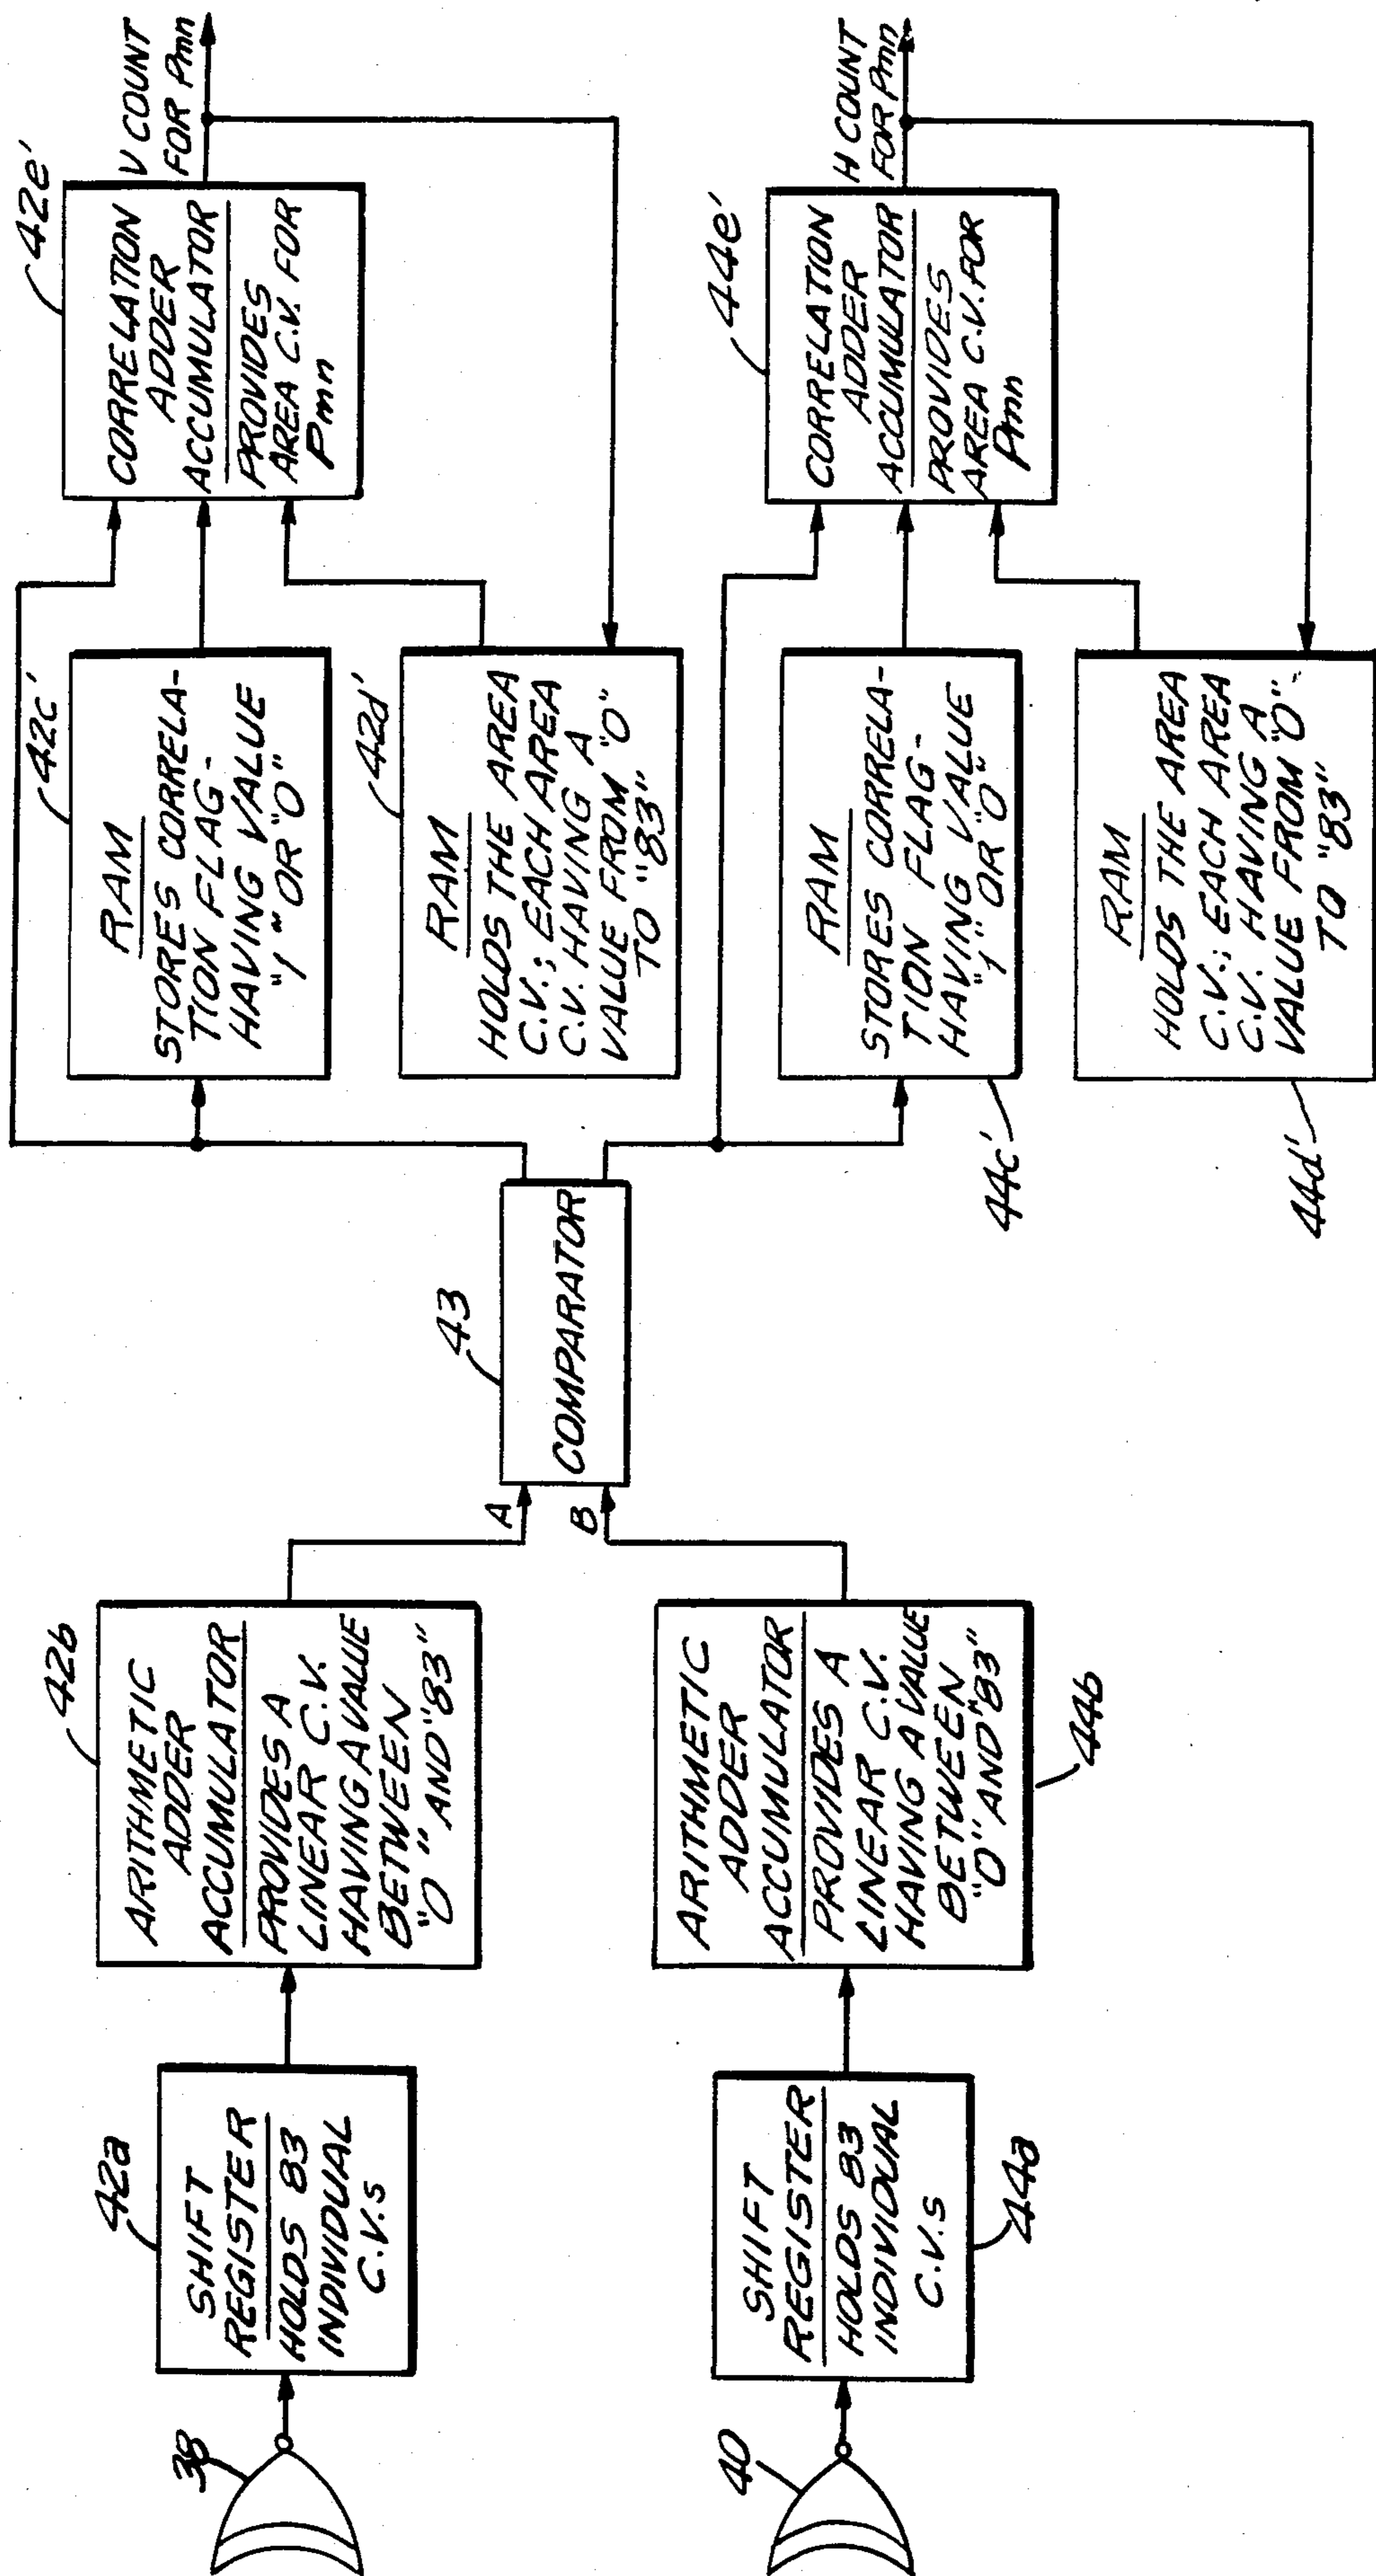 38
42a
SHIFT
REGISTER
HOLDS 83
INDIVIDUAL
C.V.s
42b
ARITHMETIC
ADDER
ACCUMULATOR
PROVIDES A
LINEAR C.V.
HAVING A VALUE
BETWEEN
"0" AND "83"
40
44a
SHIFT
REGISTER
HOLDS 83
INDIVIDUAL
C.V.s
44b
ARITHMETIC
ADDER
ACCUMULATOR
PROVIDES A
LINEAR C.V.
HAVING A VALUE
BETWEEN
"0" AND "83"
A
B
43
COMPARATOR
42c'
RAM
STORES CORRELA-
TION FLAG-
HAVING VALUE
"1" OR "0"
42d'
RAM
HOLDS THE AREA
C.V.; EACH AREA
C.V. HAVING A
VALUE FROM "0"
TO "83"
42e'
CORRELATION
ADDER
ACCUMULATOR
PROVIDES
AREA C.V. FOR
Pmn
V COUNT
FOR Pmn
44c'
RAM
STORES CORRELA-
TION FLAG-
HAVING VALUE
"1" OR "0"
44d'
RAM
HOLDS THE AREA
C.V.; EACH AREA
C.V. HAVING A
VALUE FROM "0"
TO "83"
44e'
CORRELATION
ADDER
ACCUMULATOR
PROVIDES
AREA C.V. FOR
Pmn
H COUNT
FOR Pmn